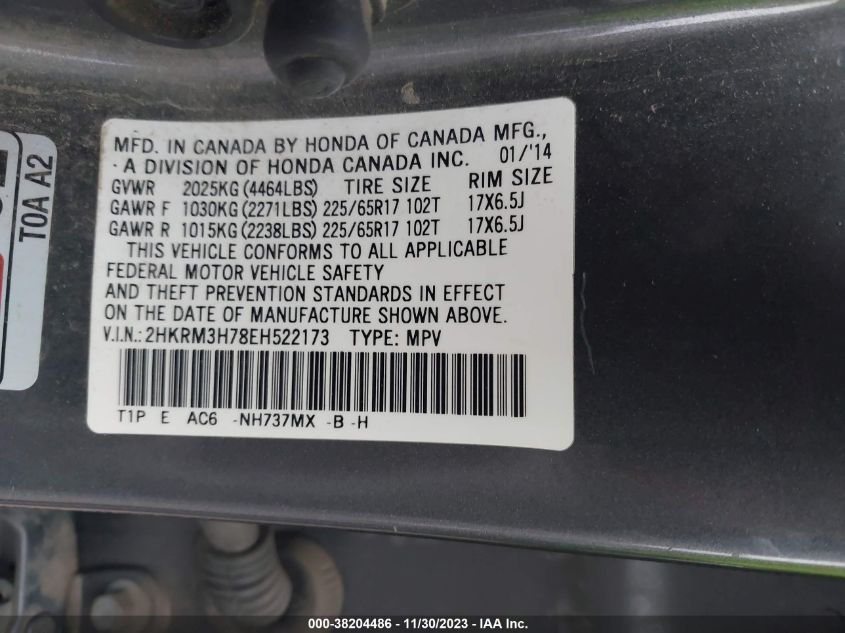 MFD. IN CANADA BY HONDA OF CANADA MFG.,
A DIVISION OF HONDA CANADA INC. 01/'14
GVWR 2025KG (4464LBS) TIRE SIZE RIM SIZE
GAWR F 1030KG (2271LBS) 225/65R17 102T 17X6.5J
GAWR R 1015KG (2238LBS) 225/65R17 102T 17X6.5J
THIS VEHICLE CONFORMS TO ALL APPLICABLE
FEDERAL MOTOR VEHICLE SAFETY
AND THEFT PREVENTION STANDARDS IN EFFECT
ON THE DATE OF MANUFACTURE SHOWN ABOVE.
V.I.N.: 2HKRM3H78EH522173 TYPE: MPV
T1P E AC6 -NH737MX -B -H
T0A A2
000-38204486 - 11/30/2023 - IAA Inc.